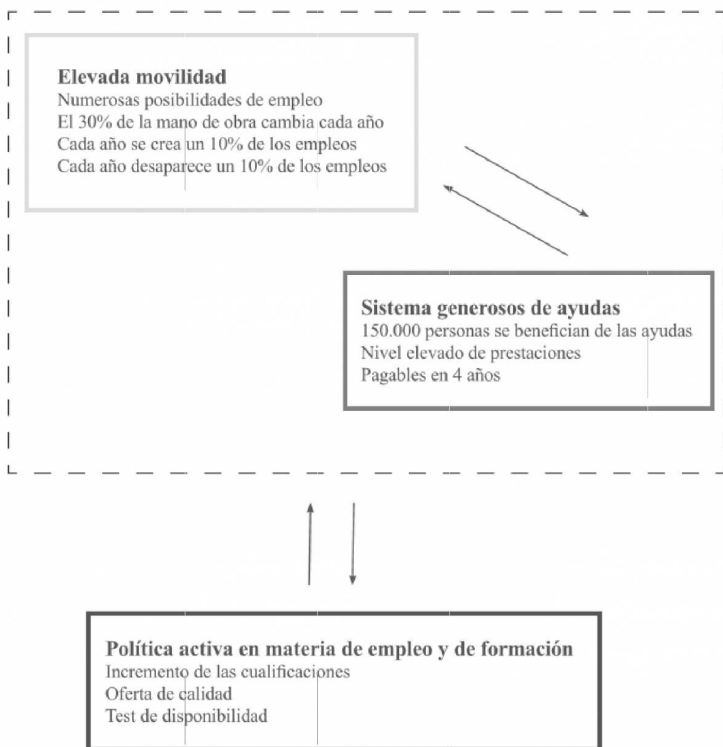 Elevada movilidad
Numerosas posibilidades de empleo
El 30% de la mano de obra cambia cada año
Cada año se crea un 10% de los empleos
Cada año desaparece un 10% de los empleos
Sistema generosos de ayudas
150.000 personas se benefician de las ayudas
Nivel elevado de prestaciones
Pagables en 4 años
Política activa en materia de empleo y de formación
Incremento de las cualificaciones
Oferta de calidad
Test de disponibilidad